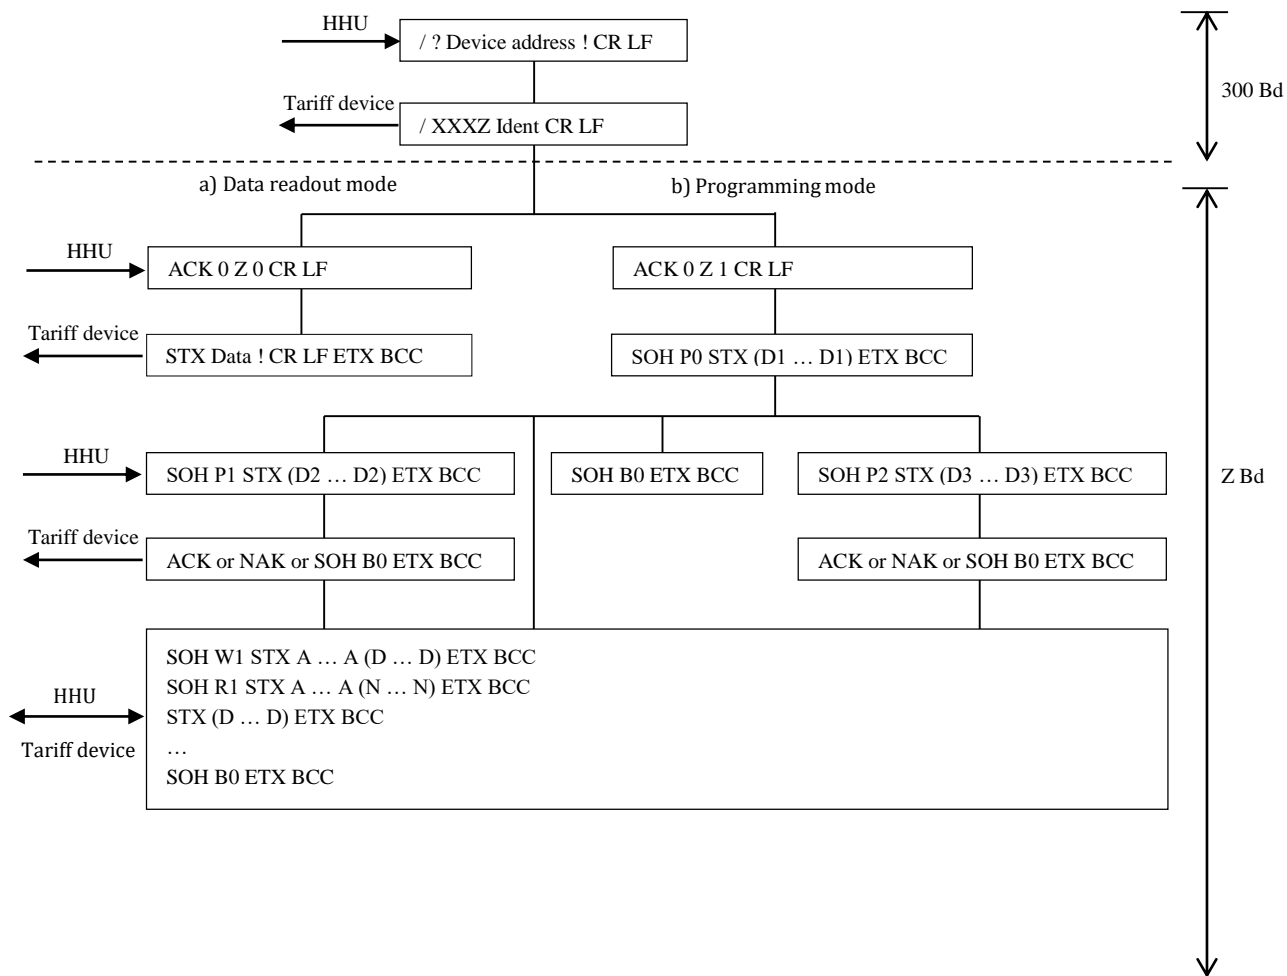 HHU
/ ? Device address ! CR LF
300 Bd
Tariff device
/ XXXZ Ident CR LF
a) Data readout mode
b) Programming mode
HHU
ACK 0 Z 0 CR LF
ACK 0 Z 1 CR LF
Tariff device
STX Data ! CR LF ETX BCC
SOH P0 STX (D1 … D1) ETX BCC
HHU
SOH P1 STX (D2 … D2) ETX BCC
SOH B0 ETX BCC
SOH P2 STX (D3 … D3) ETX BCC
Z Bd
Tariff device
ACK or NAK or SOH B0 ETX BCC
ACK or NAK or SOH B0 ETX BCC
SOH W1 STX A … A (D … D) ETX BCC
SOH R1 STX A … A (N … N) ETX BCC
STX (D … D) ETX BCC
…
SOH B0 ETX BCC
HHU
Tariff device